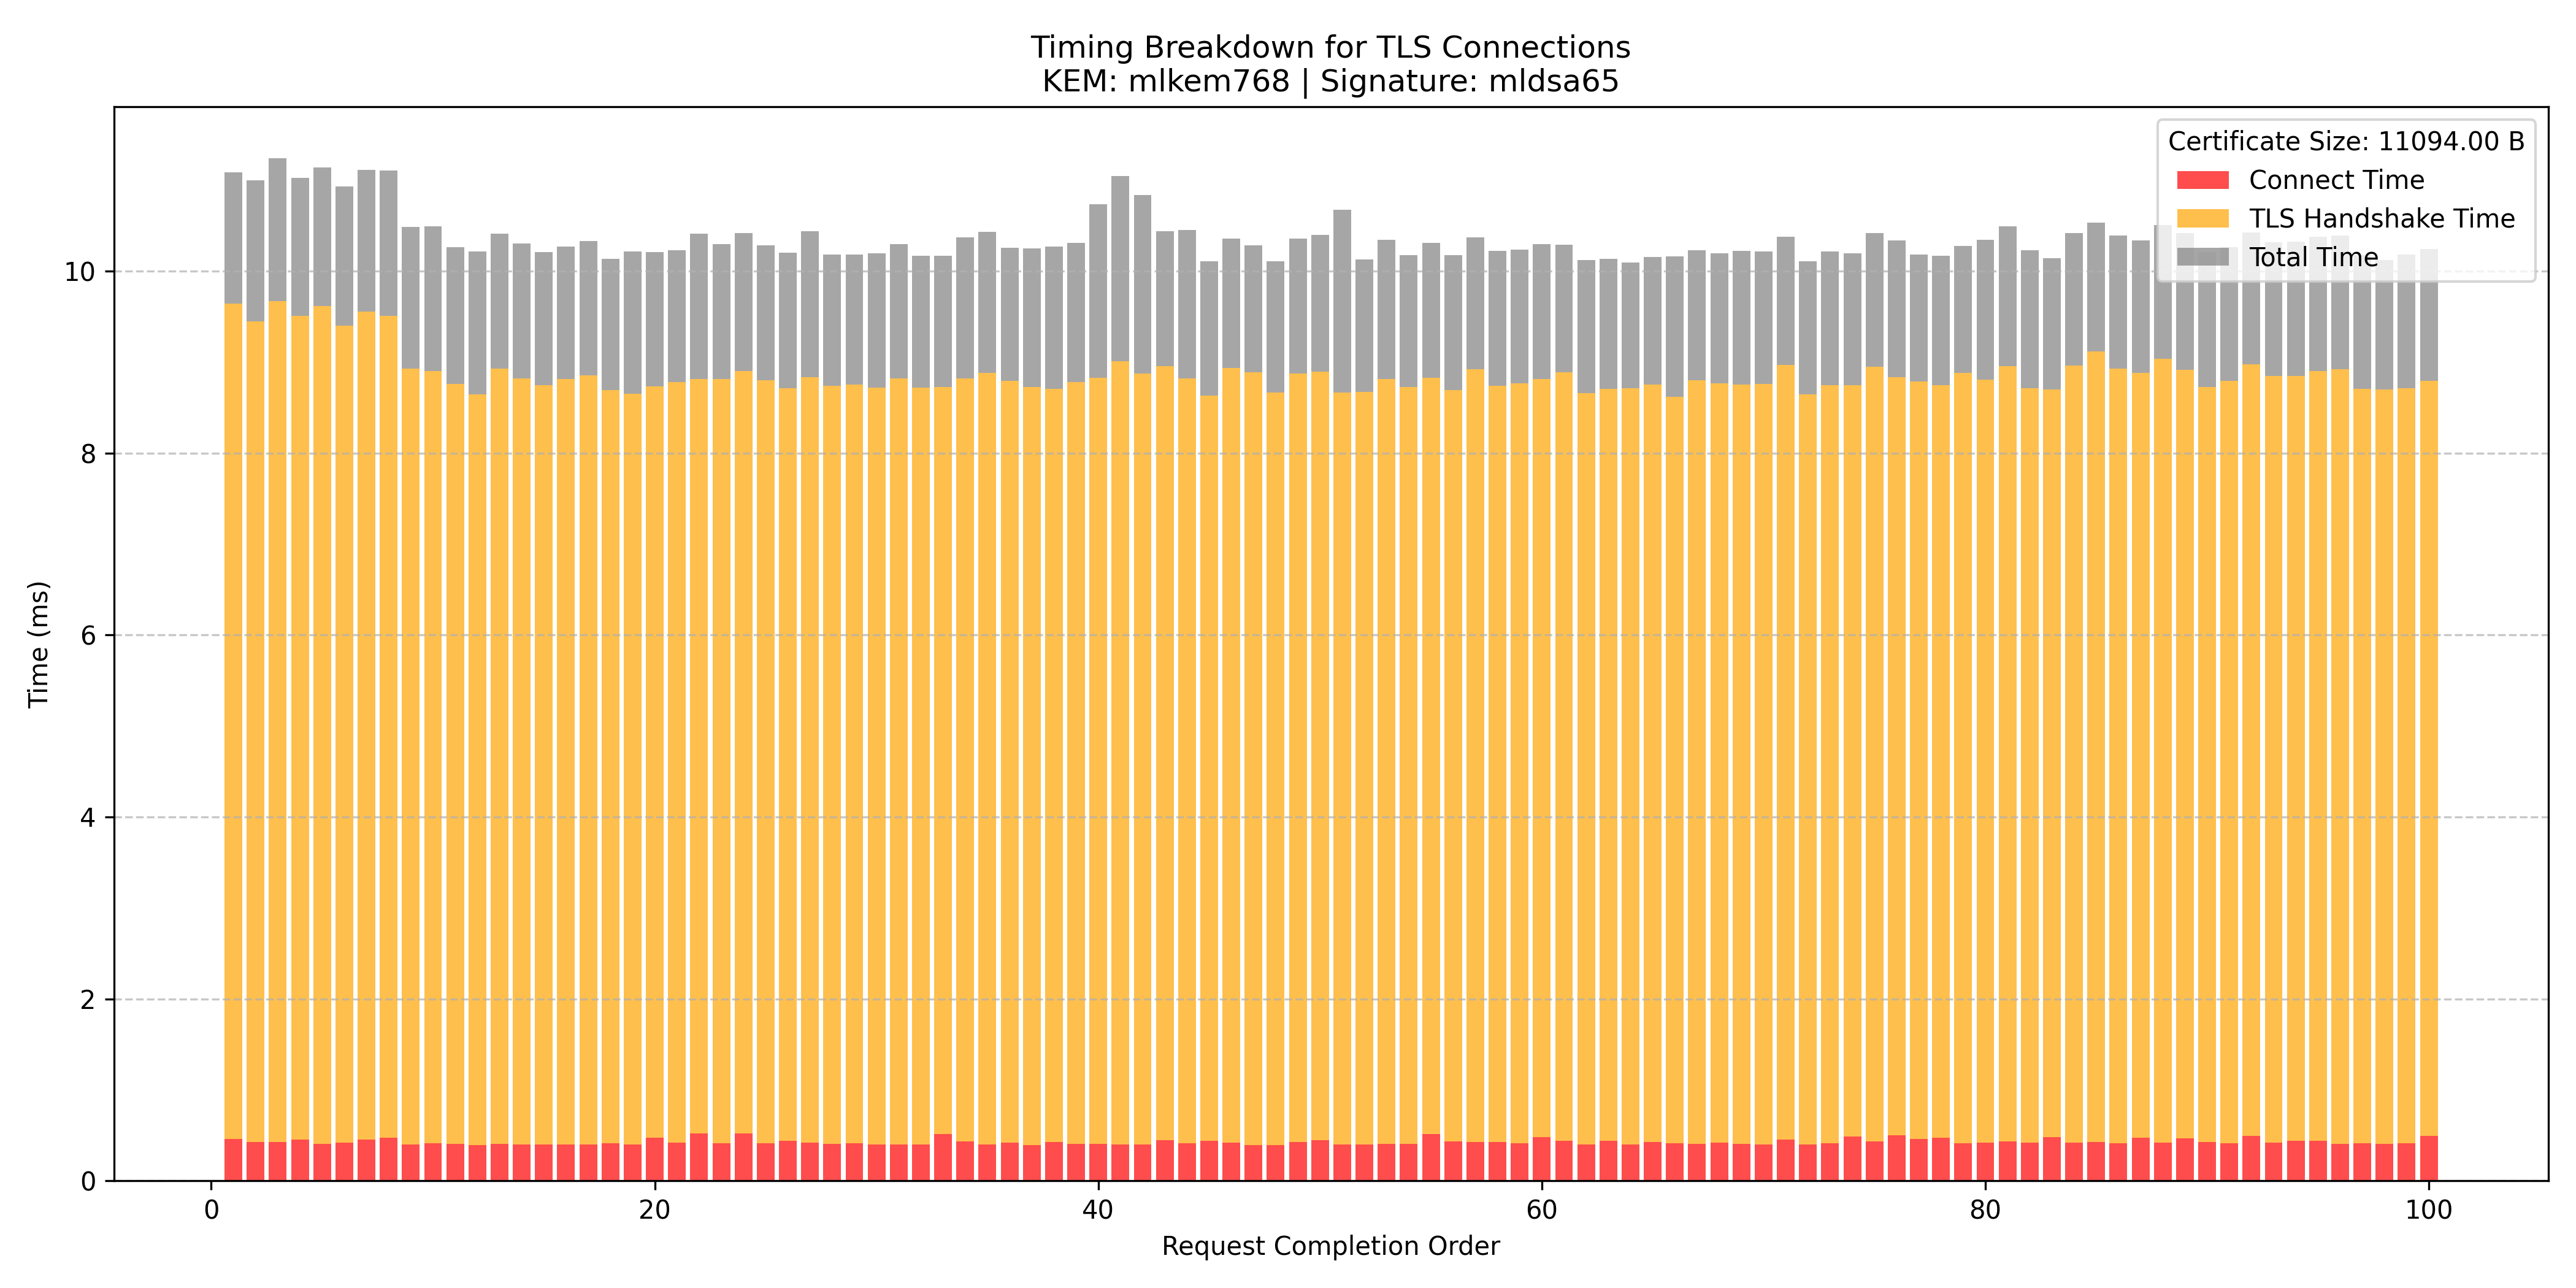 Timing Breakdown for TLS Connections
KEM: mlkem768 | Signature: mldsa65
Certificate Size: 11094.00 B
Connect Time
TLS Handshake Time
Total Time
Time (ms)
10
8
6
4
2
0
0 20 40 60 80 100
Request Completion Order